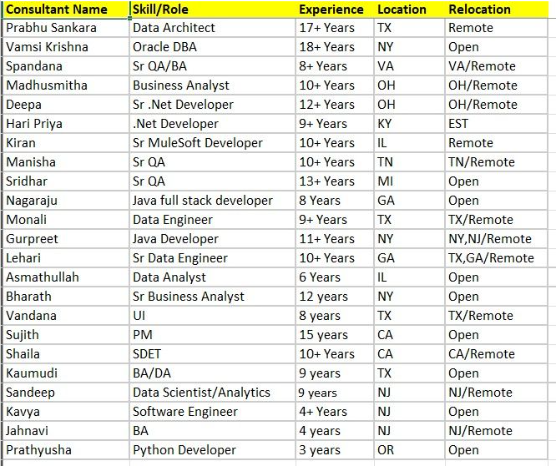 Consultant Name Skill/Role Experience Location Relocation
Prabhu Sankara Data Architect 17+ Years TX Remote
Vamsi Krishna Oracle DBA 18+ Years NY Open
Spandana Sr QA/BA 8+ Years VA VA/Remote
Madhusmitha Business Analyst 10+ Years OH OH/Remote
Deepa Sr .Net Developer 12+ Years OH OH/Remote
Hari Priya .Net Developer 9+ Years KY EST
Kiran Sr MuleSoft Developer 10+ Years IL Remote
Manisha Sr QA 10+ Years TN TN/Remote
Sridhar Sr QA 13+ Years MI Open
Nagaraju Java full stack developer 8 Years GA Open
Monali Data Engineer 9+ Years TX TX/Remote
Gurpreet Java Developer 11+ Years NY NY,NJ/Remote
Lehari Sr Data Engineer 10+ Years GA TX,GA/Remote
Asmathullah Data Analyst 6 Years IL Open
Bharath Sr Business Analyst 12 years NY Open
Vandana UI 8 years TX TX/Remote
Sujith PM 15 years CA Open
Shaila SDET 10+ Years CA CA/Remote
Kaumudi BA/DA 9 years TX Open
Sandeep Data Scientist/Analytics 9 years NJ NJ/Remote
Kavya Software Engineer 4+ Years NJ Open
Jahnavi BA 4 years NJ NJ/Remote
Prathyusha Python Developer 3 years OR Open